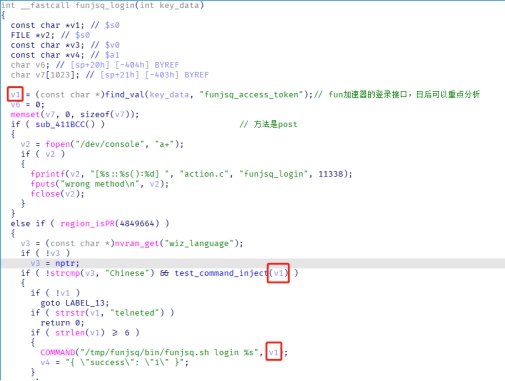 int __fastcall funjsq_login(int key_data)
{
const char *v1; // $s0
FILE *v2; // $s0
const char *v3; // $v0
const char *v4; // $a1
char v6; // [sp+20h] [-404h] BYREF
char v7[1023]; // [sp+21h] [-403h] BYREF
v1 = (const char *)find_val(key_data, "funjsq_access_token");// fun加速器的登录接口，日后可以重点分析
v6 = 0;
memset(v7, 0, sizeof(v7));
if ( sub_411BCC() ) // 方法是post
{
v2 = fopen("/dev/console", "a+");
if ( v2 )
{
fprintf(v2, "[%s::%s():%d] ", "action.c", "funjsq_login", 11338);
fputs("wrong method\n", v2);
fclose(v2);
}
}
else if ( region_isPR(4849664) )
{
v3 = (const char *)nvram_get("wiz_language");
if ( !v3 )
v3 = nptr;
if ( !strcmp(v3, "Chinese") && test_command_inject(v1) )
{
if ( !v1 )
goto LABEL_13;
if ( strstr(v1, "telneted") )
return 0;
if ( strlen(v1) ≥ 6 )
{
COMMAND("/tmp/funjsq/bin/funjsq.sh login %s", v1);
v4 = "{ \"success\": \"1\" }";
}